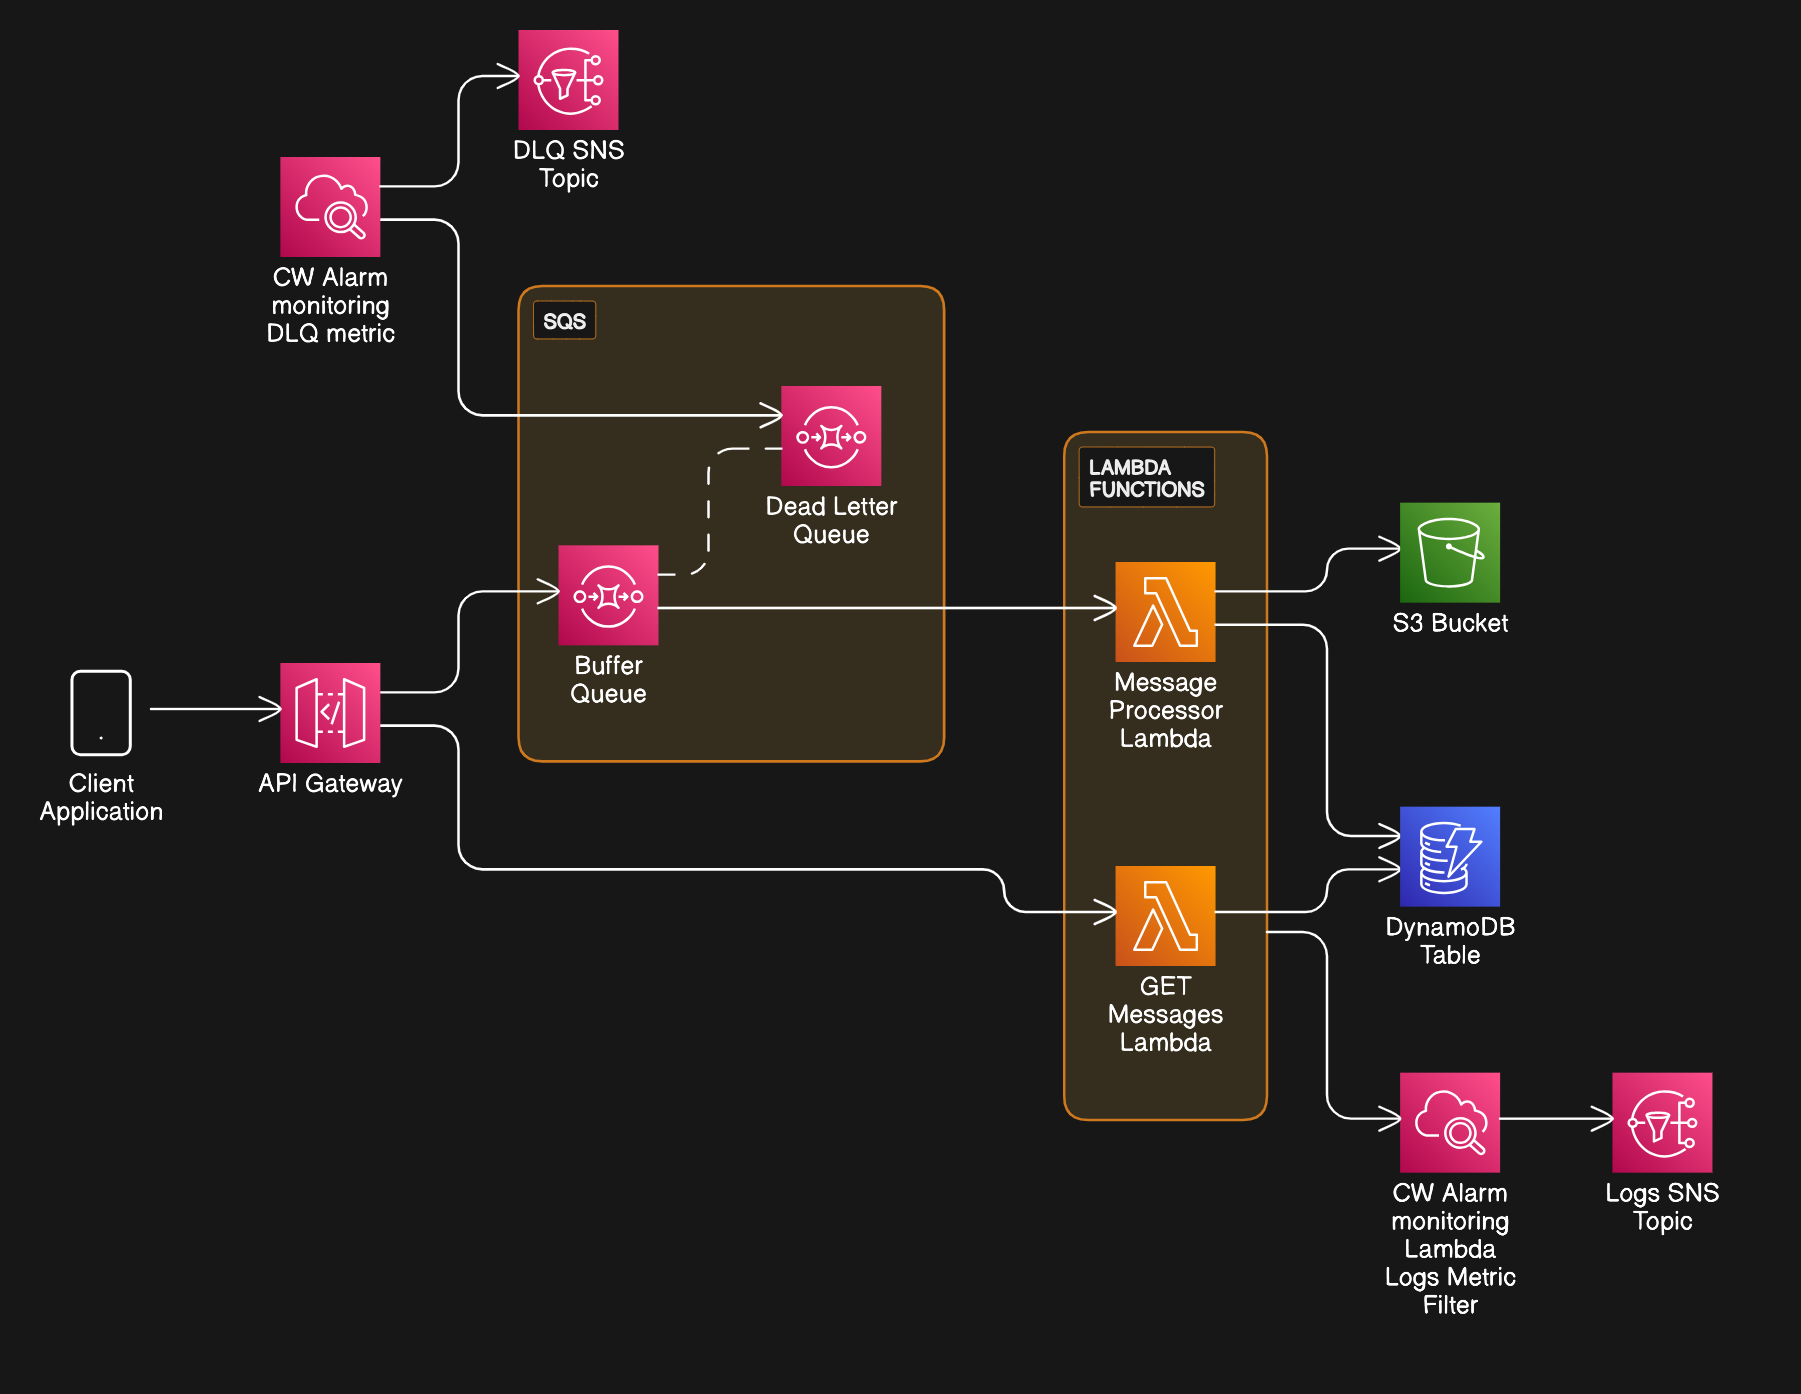 DLQ SNS
Topic
CW Alarm
monitoring
DLQ metric
SQS
Dead Letter
Queue
Buffer
Queue
LAMBDA
FUNCTIONS
S3 Bucket
Message
Processor
Lambda
Client
Application
API Gateway
DynamoDB
Table
GET
Messages
Lambda
CW Alarm
monitoring
Lambda
Logs Metric
Filter
Logs SNS
Topic